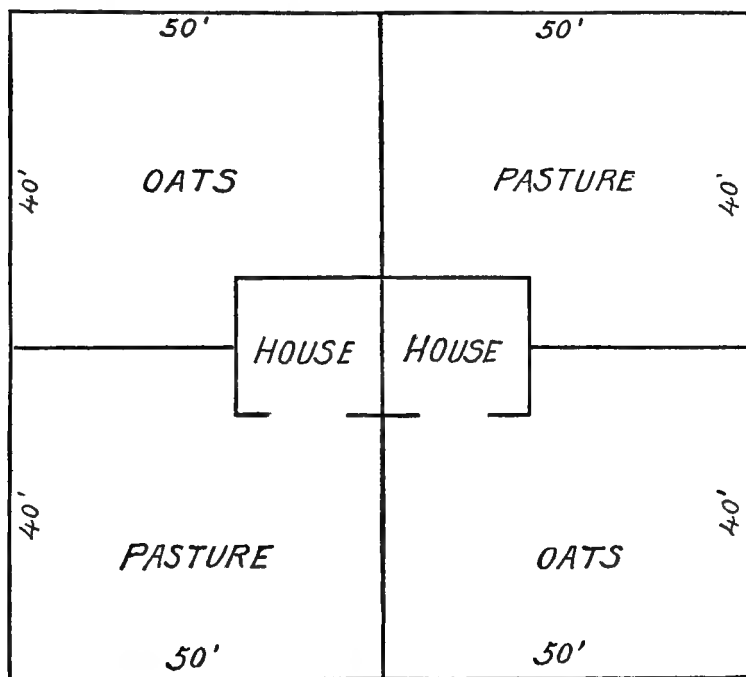 50' 50'
OATS PASTURE
40' 40'
HOUSE HOUSE
40' 40'
PASTURE OATS
50' 50'